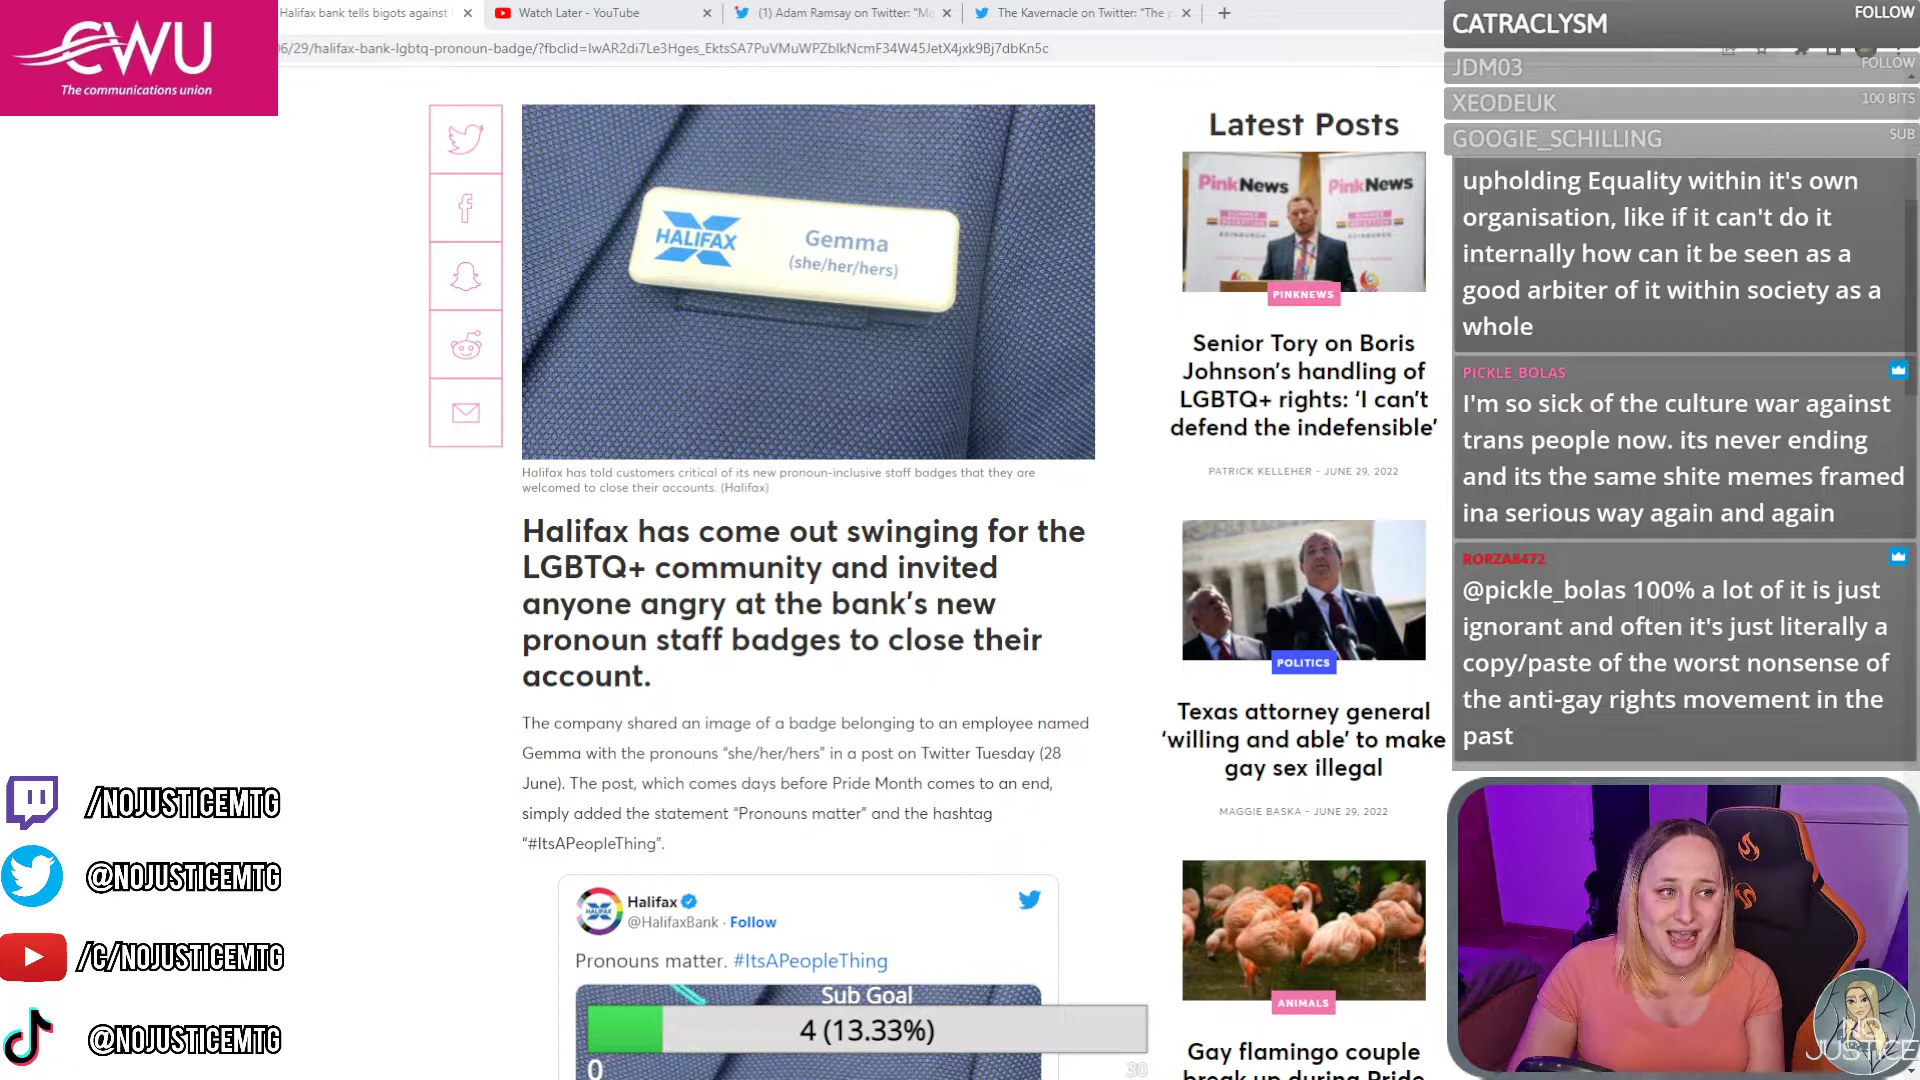 CWU
The communications union
Halifax bank tells bigots against
Watch Later - YouTube
(1) Adam Ramsay on Twitter: "Me
The Kavernacle on Twitter: "The p
06/29/halifax-bank-lgbtq-pronoun-badge/?fbclid=IwAR2di7Le3Hges_EktsSA7PuVMuWPZblkNcmF34W45JetX4jxk9Bj7dbKn5c
HALIFAX
Gemma
(she/her/hers)
Halifax has told customers critical of its new pronoun-inclusive staff badges that they are
welcomed to close their accounts. (Halifax)
Halifax has come out swinging for the
LGBTQ+ community and invited
anyone angry at the bank's new
pronoun staff badges to close their
account.
The company shared an image of a badge belonging to an employee named
Gemma with the pronouns "she/her/hers" in a post on Twitter Tuesday (28
June). The post, which comes days before Pride Month comes to an end,
simply added the statement "Pronouns matter" and the hashtag
"#ItsAPeopleThing".
Halifax
@HalifaxBank · Follow
Pronouns matter. #ItsAPeopleThing
Sub Goal
4 (13.33%)
0
30
Latest Posts
PinkNews
PinkNews
PINKNEWS
Senior Tory on Boris
Johnson's handling of
LGBTQ+ rights: 'I can't
defend the indefensible'
PATRICK KELLEHER - JUNE 29, 2022
POLITICS
Texas attorney general
'willing and able' to make
gay sex illegal
MAGGIE BASKA - JUNE 29, 2022
ANIMALS
Gay flamingo couple
break up during Pride
CATRACLYSM FOLLOW
JDM03 FOLLOW
XEODEUK 100 BITS
GOOGIE_SCHILLING SUB
upholding Equality within it's own
organisation, like if it can't do it
internally how can it be seen as a
good arbiter of it within society as a
whole
PICKLE_BOLAS
I'm so sick of the culture war against
trans people now. its never ending
and its the same shite memes framed
ina serious way again and again
RORZA8472
@pickle_bolas 100% a lot of it is just
ignorant and often it's just literally a
copy/paste of the worst nonsense of
the anti-gay rights movement in the
past
/NOJUSTICEMTG
@NOJUSTICEMTG
/C/NOJUSTICEMTG
@NOJUSTICEMTG
NO
JUSTICE